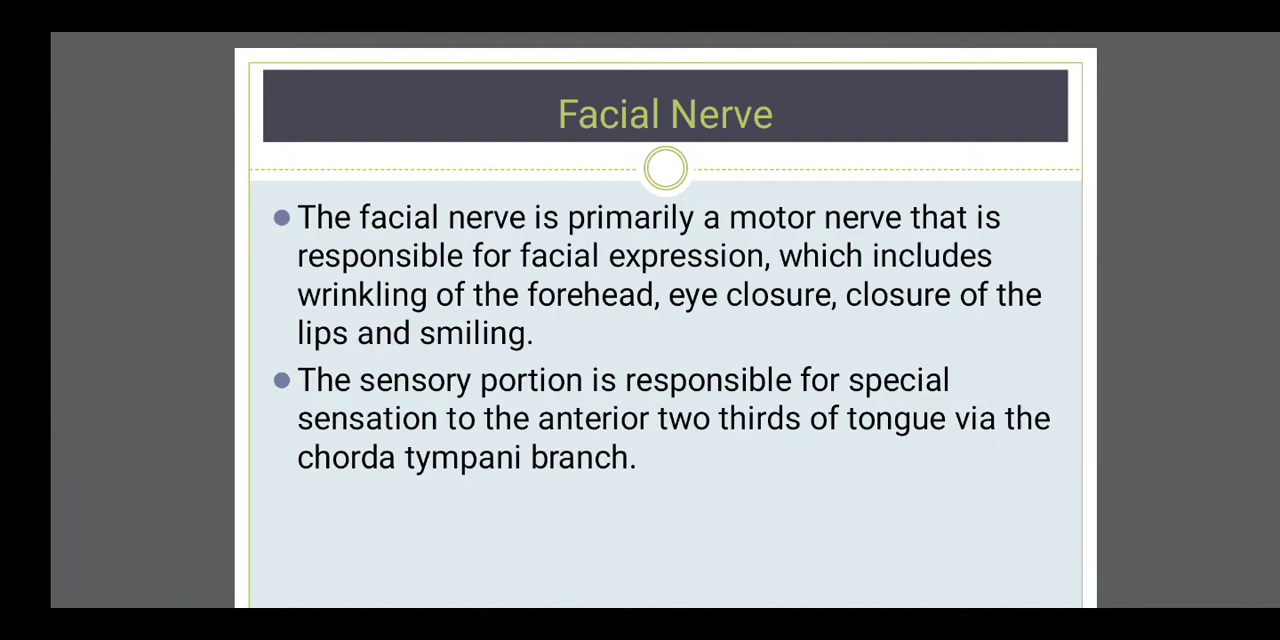 Facial Nerve
The facial nerve is primarily a motor nerve that is
responsible for facial expression, which includes
wrinkling of the forehead, eye closure, closure of the
lips and smiling.
The sensory portion is responsible for special
sensation to the anterior two thirds of tongue via the
chorda tympani branch.